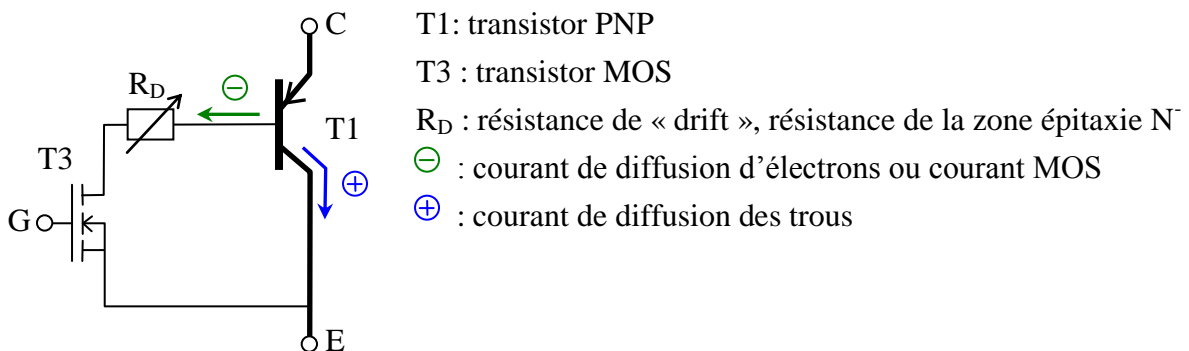 C
T1: transistor PNP
T3 : transistor MOS
R_D
T1
R_D : résistance de « drift », résistance de la zone épitaxie N⁻
T3
⊖ : courant de diffusion d’électrons ou courant MOS
G
⊕ : courant de diffusion des trous
E